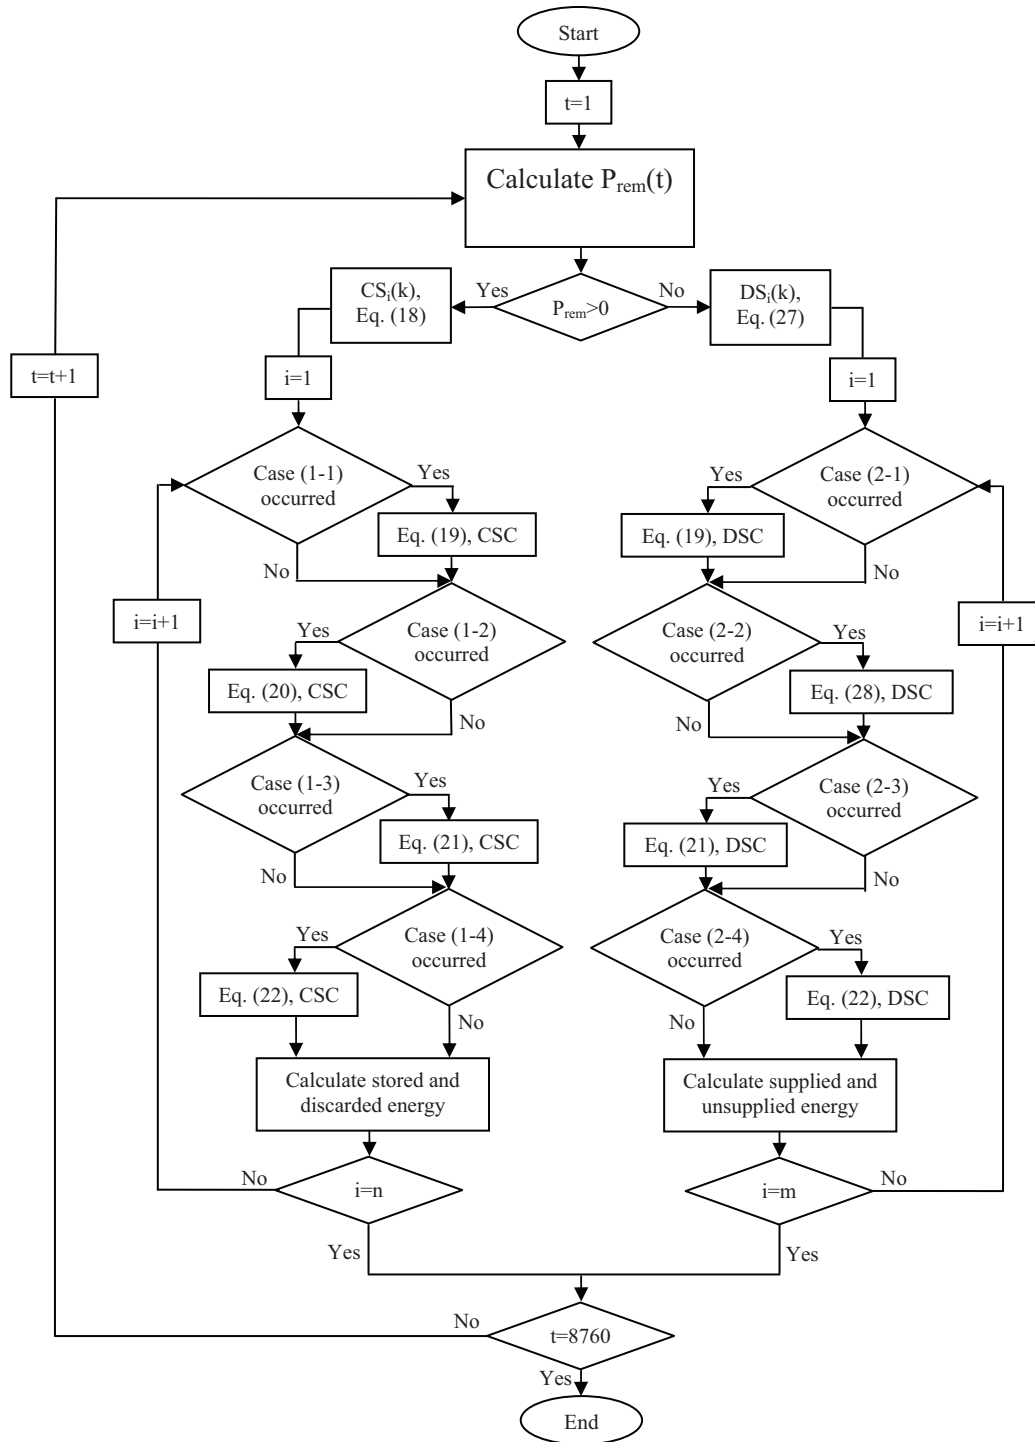 Start
t=1
Calculate Prem(t)
CSi(k),
Eq. (18)
Yes
Prem>0
No
DSi(k),
Eq. (27)
t=t+1
i=1
i=1
Case (1-1)
occurred
Yes
Yes
Case (2-1)
occurred
Eq. (19), CSC
Eq. (19), DSC
No
No
i=i+1
i=i+1
Yes
Case (1-2)
occurred
Case (2-2)
occurred
Yes
Eq. (20), CSC
Eq. (28), DSC
No
No
Case (1-3)
occurred
Yes
Yes
Case (2-3)
occurred
Eq. (21), CSC
Eq. (21), DSC
No
No
Yes
Case (1-4)
occurred
Case (2-4)
occurred
Yes
Eq. (22), CSC
Eq. (22), DSC
No
No
Calculate stored and
discarded energy
Calculate supplied and
unsupplied energy
No
i=n
i=m
No
Yes
Yes
No
t=8760
Yes
End